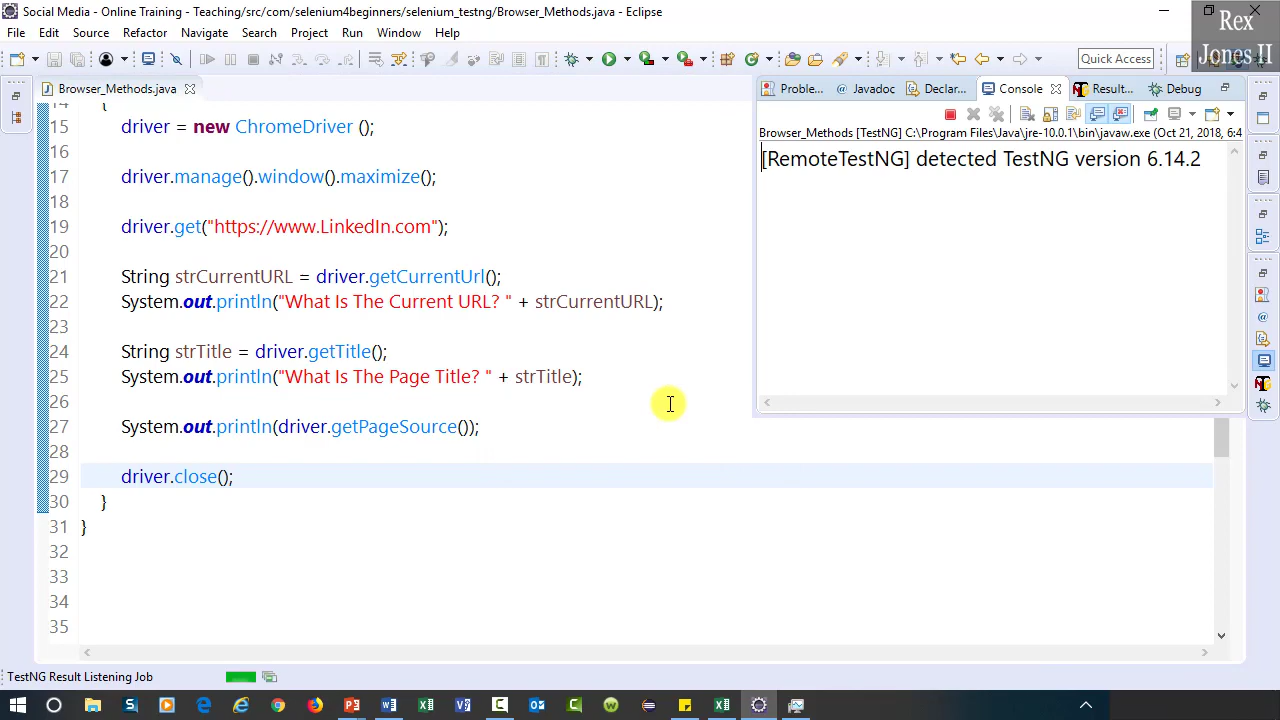 Social Media - Online Training - Teaching/src/com/selenium4beginners/selenium_testng/Browser_Methods.java - Eclipse
Rex
Jones II
File Edit Source Refactor Navigate Search Project Run Window Help
Quick Access
Browser_Methods.java
Proble... Javadoc Declar... Console Result... Debug
Browser_Methods [TestNG] C:\Program Files\Java\jre-10.0.1\bin\javaw.exe (Oct 21, 2018, 6:4
[RemoteTestNG] detected TestNG version 6.14.2
14 {
15 driver = new ChromeDriver ();
16
17 driver.manage().window().maximize();
18
19 driver.get("https://www.LinkedIn.com");
20
21 String strCurrentURL = driver.getCurrentUrl();
22 System.out.println("What Is The Current URL? " + strCurrentURL);
23
24 String strTitle = driver.getTitle();
25 System.out.println("What Is The Page Title? " + strTitle);
26
27 System.out.println(driver.getPageSource());
28
29 driver.close();
30 }
31 }
32
33
34
35
TestNG Result Listening Job